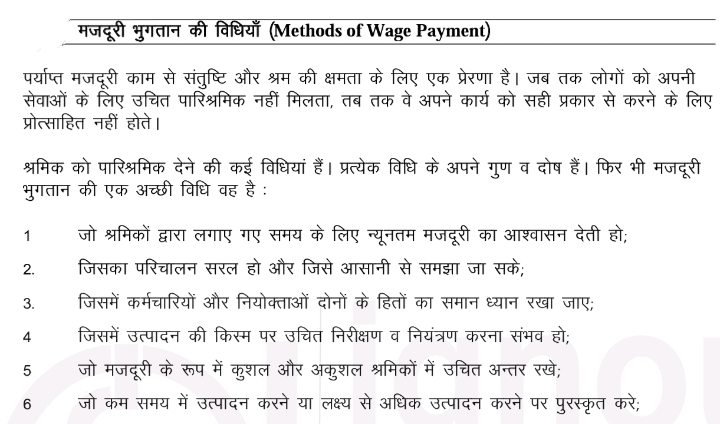 मजदूरी भुगतान की विधियाँ (Methods of Wage Payment)
पर्याप्त मजदूरी काम से संतुष्टि और श्रम की क्षमता के लिए एक प्रेरणा है। जब तक लोगों को अपनी
सेवाओं के लिए उचित पारिश्रमिक नहीं मिलता, तब तक वे अपने कार्य को सही प्रकार से करने के लिए
प्रोत्साहित नहीं होते।
श्रमिक को पारिश्रमिक देने की कई विधियां हैं। प्रत्येक विधि के अपने गुण व दोष हैं। फिर भी मजदूरी
भुगतान की एक अच्छी विधि वह है :
1 जो श्रमिकों द्वारा लगाए गए समय के लिए न्यूनतम मजदूरी का आश्वासन देती हो;
2. जिसका परिचालन सरल हो और जिसे आसानी से समझा जा सके;
3. जिसमें कर्मचारियों और नियोक्ताओं दोनों के हितों का समान ध्यान रखा जाए;
4 जिसमें उत्पादन की किस्म पर उचित निरीक्षण व नियंत्रण करना संभव हो;
5 जो मजदूरी के रूप में कुशल और अकुशल श्रमिकों में उचित अन्तर रखे;
6 जो कम समय में उत्पादन करने या लक्ष्य से अधिक उत्पादन करने पर पुरस्कृत करे;